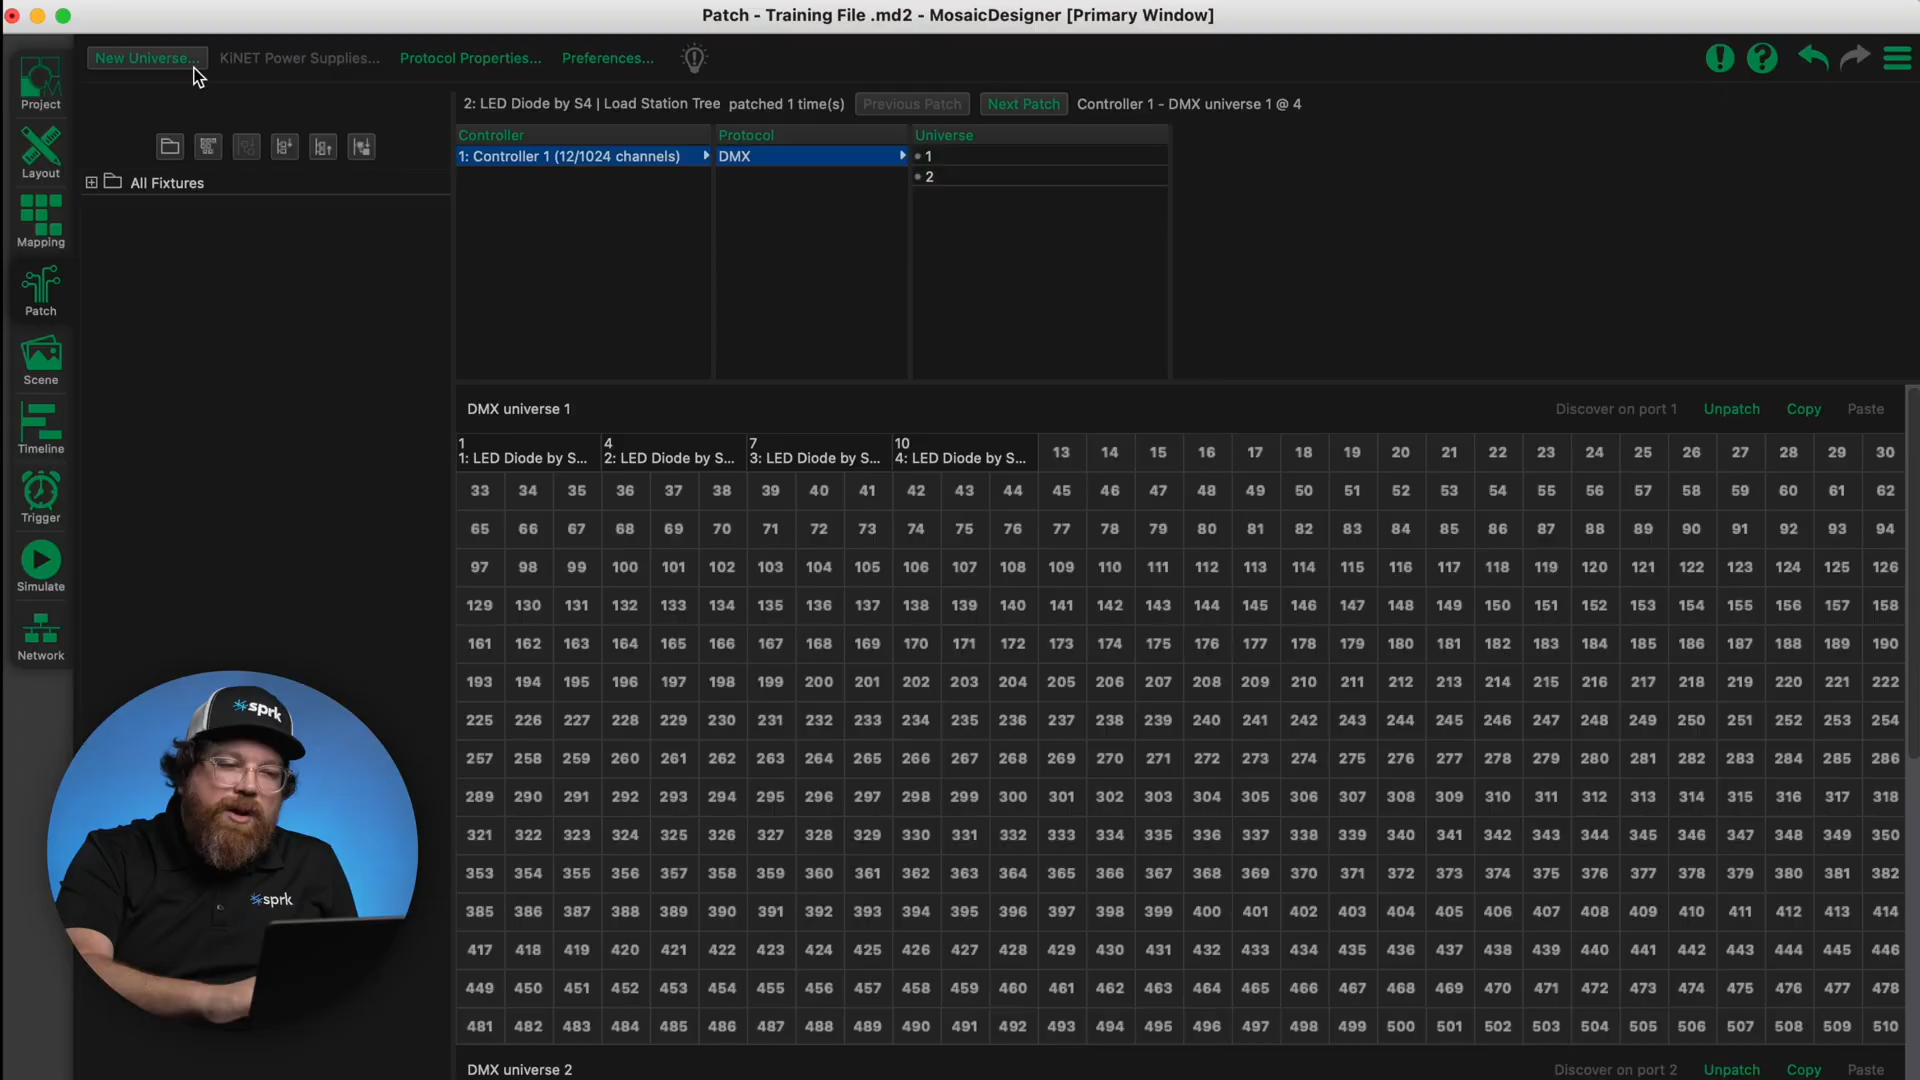 Patch - Training File .md2 - MosaicDesigner [Primary Window]
New Universe... KiNET Power Supplies... Protocol Properties... Preferences...
Project
Layout
Mapping
Patch
Scene
Timeline
Trigger
Simulate
Network
All Fixtures
2: LED Diode by S4 | Load Station Tree patched 1 time(s) Previous Patch Next Patch Controller 1 - DMX universe 1 @ 4
Controller Protocol Universe
1: Controller 1 (12/1024 channels) DMX 1
2
DMX universe 1 Discover on port 1 Unpatch Copy Paste
1 4 7 10
1: LED Diode by S... 2: LED Diode by S... 3: LED Diode by S... 4: LED Diode by S... 13 14 15 16 17 18 19 20 21 22 23 24 25 26 27 28 29 30
33 34 35 36 37 38 39 40 41 42 43 44 45 46 47 48 49 50 51 52 53 54 55 56 57 58 59 60 61 62
65 66 67 68 69 70 71 72 73 74 75 76 77 78 79 80 81 82 83 84 85 86 87 88 89 90 91 92 93 94
97 98 99 100 101 102 103 104 105 106 107 108 109 110 111 112 113 114 115 116 117 118 119 120 121 122 123 124 125 126
129 130 131 132 133 134 135 136 137 138 139 140 141 142 143 144 145 146 147 148 149 150 151 152 153 154 155 156 157 158
161 162 163 164 165 166 167 168 169 170 171 172 173 174 175 176 177 178 179 180 181 182 183 184 185 186 187 188 189 190
193 194 195 196 197 198 199 200 201 202 203 204 205 206 207 208 209 210 211 212 213 214 215 216 217 218 219 220 221 222
225 226 227 228 229 230 231 232 233 234 235 236 237 238 239 240 241 242 243 244 245 246 247 248 249 250 251 252 253 254
257 258 259 260 261 262 263 264 265 266 267 268 269 270 271 272 273 274 275 276 277 278 279 280 281 282 283 284 285 286
289 290 291 292 293 294 295 296 297 298 299 300 301 302 303 304 305 306 307 308 309 310 311 312 313 314 315 316 317 318
321 322 323 324 325 326 327 328 329 330 331 332 333 334 335 336 337 338 339 340 341 342 343 344 345 346 347 348 349 350
353 354 355 356 357 358 359 360 361 362 363 364 365 366 367 368 369 370 371 372 373 374 375 376 377 378 379 380 381 382
385 386 387 388 389 390 391 392 393 394 395 396 397 398 399 400 401 402 403 404 405 406 407 408 409 410 411 412 413 414
417 418 419 420 421 422 423 424 425 426 427 428 429 430 431 432 433 434 435 436 437 438 439 440 441 442 443 444 445 446
449 450 451 452 453 454 455 456 457 458 459 460 461 462 463 464 465 466 467 468 469 470 471 472 473 474 475 476 477 478
481 482 483 484 485 486 487 488 489 490 491 492 493 494 495 496 497 498 499 500 501 502 503 504 505 506 507 508 509 510
DMX universe 2 Discover on port 2 Unpatch Copy Paste
sprk
sprk